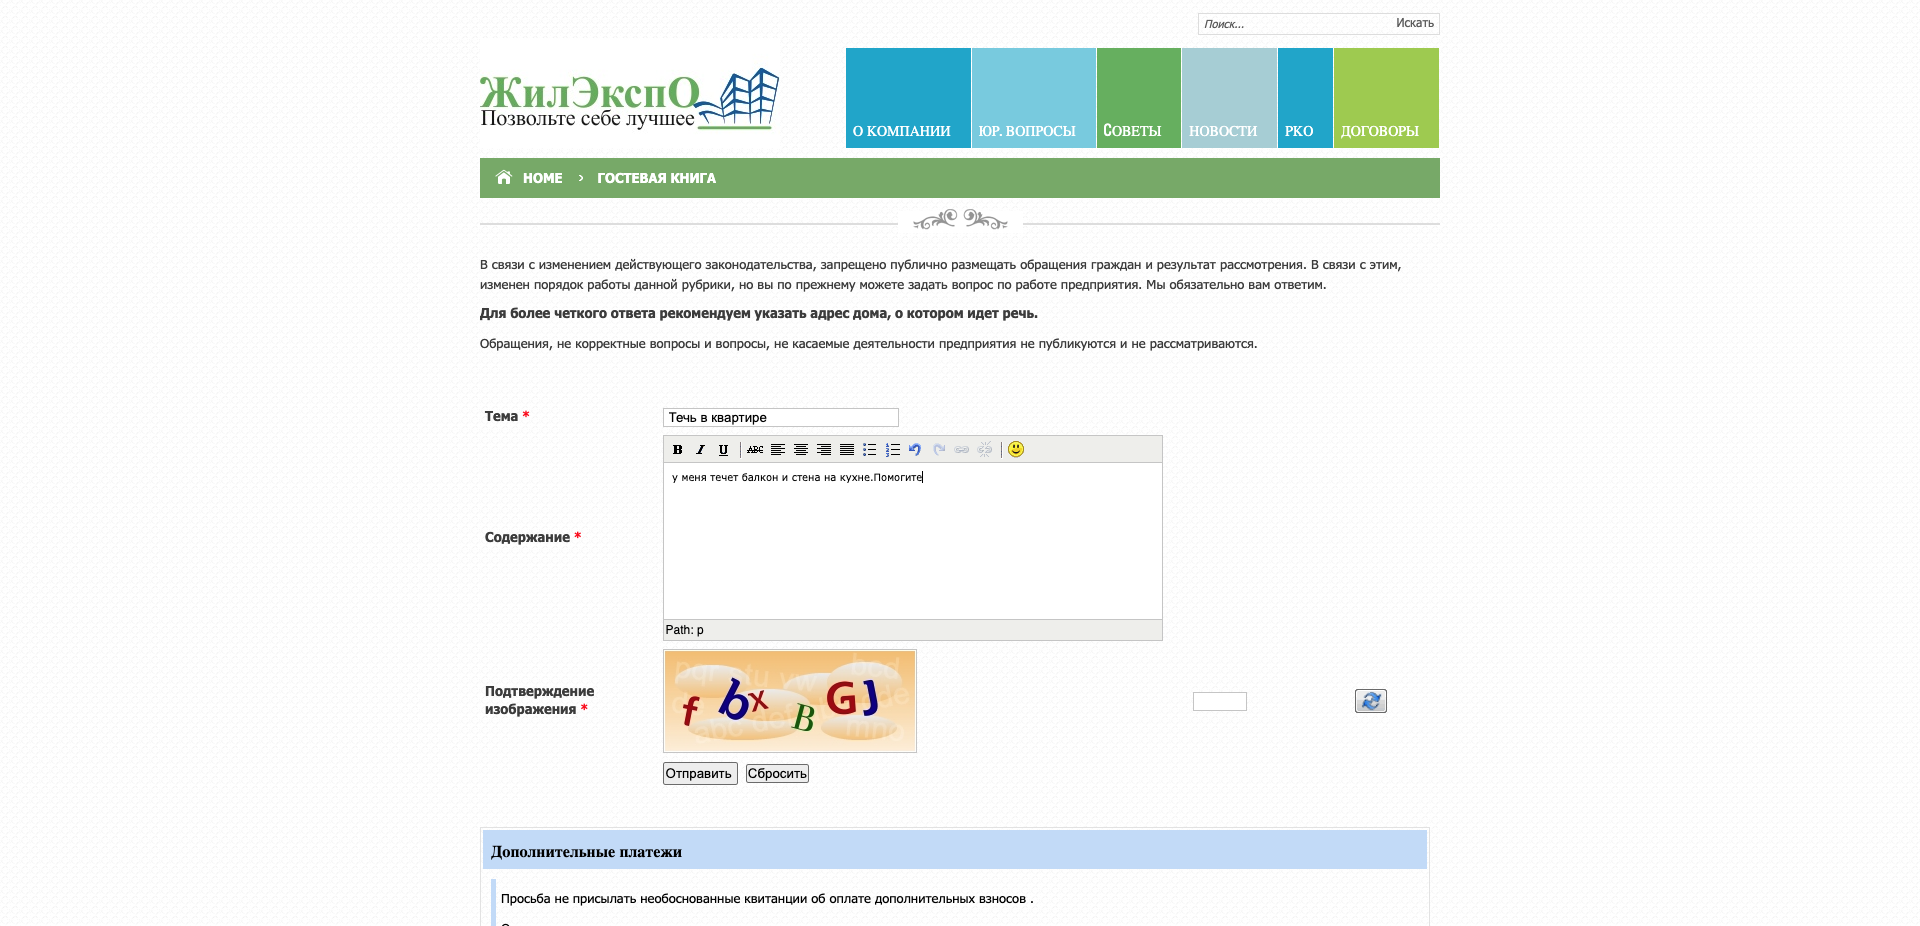 Поиск...
Искать
ЖилЭкспО
Позвольте себе лучшее
О КОМПАНИИ
ЮР. ВОПРОСЫ
СОВЕТЫ
НОВОСТИ
РКО
ДОГОВОРЫ
HOME › ГОСТЕВАЯ КНИГА
В связи с изменением действующего законодательства, запрещено публично размещать обращения граждан и результат рассмотрения. В связи с этим,
изменен порядок работы данной рубрики, но вы по прежнему можете задать вопрос по работе предприятия. Мы обязательно вам ответим.
Для более четкого ответа рекомендуем указать адрес дома, о котором идет речь.
Обращения, не корректные вопросы и вопросы, не касаемые деятельности предприятия не публикуются и не рассматриваются.
Тема *
Течь в квартире
B I U ABC
у меня течет балкон и стена на кухне.Помогите
Содержание *
Path: p
Подтверждение
изображения *
f b x B G J
Отправить
Сбросить
Дополнительные платежи
Просьба не присылать необоснованные квитанции об оплате дополнительных взносов .